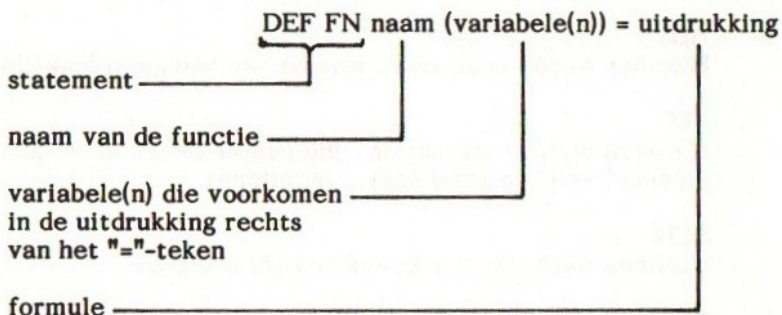 DEF FN naam (variabele(n)) = uitdrukking
statement
naam van de functie
variabele(n) die voorkomen
in de uitdrukking rechts
van het "="-teken
formule